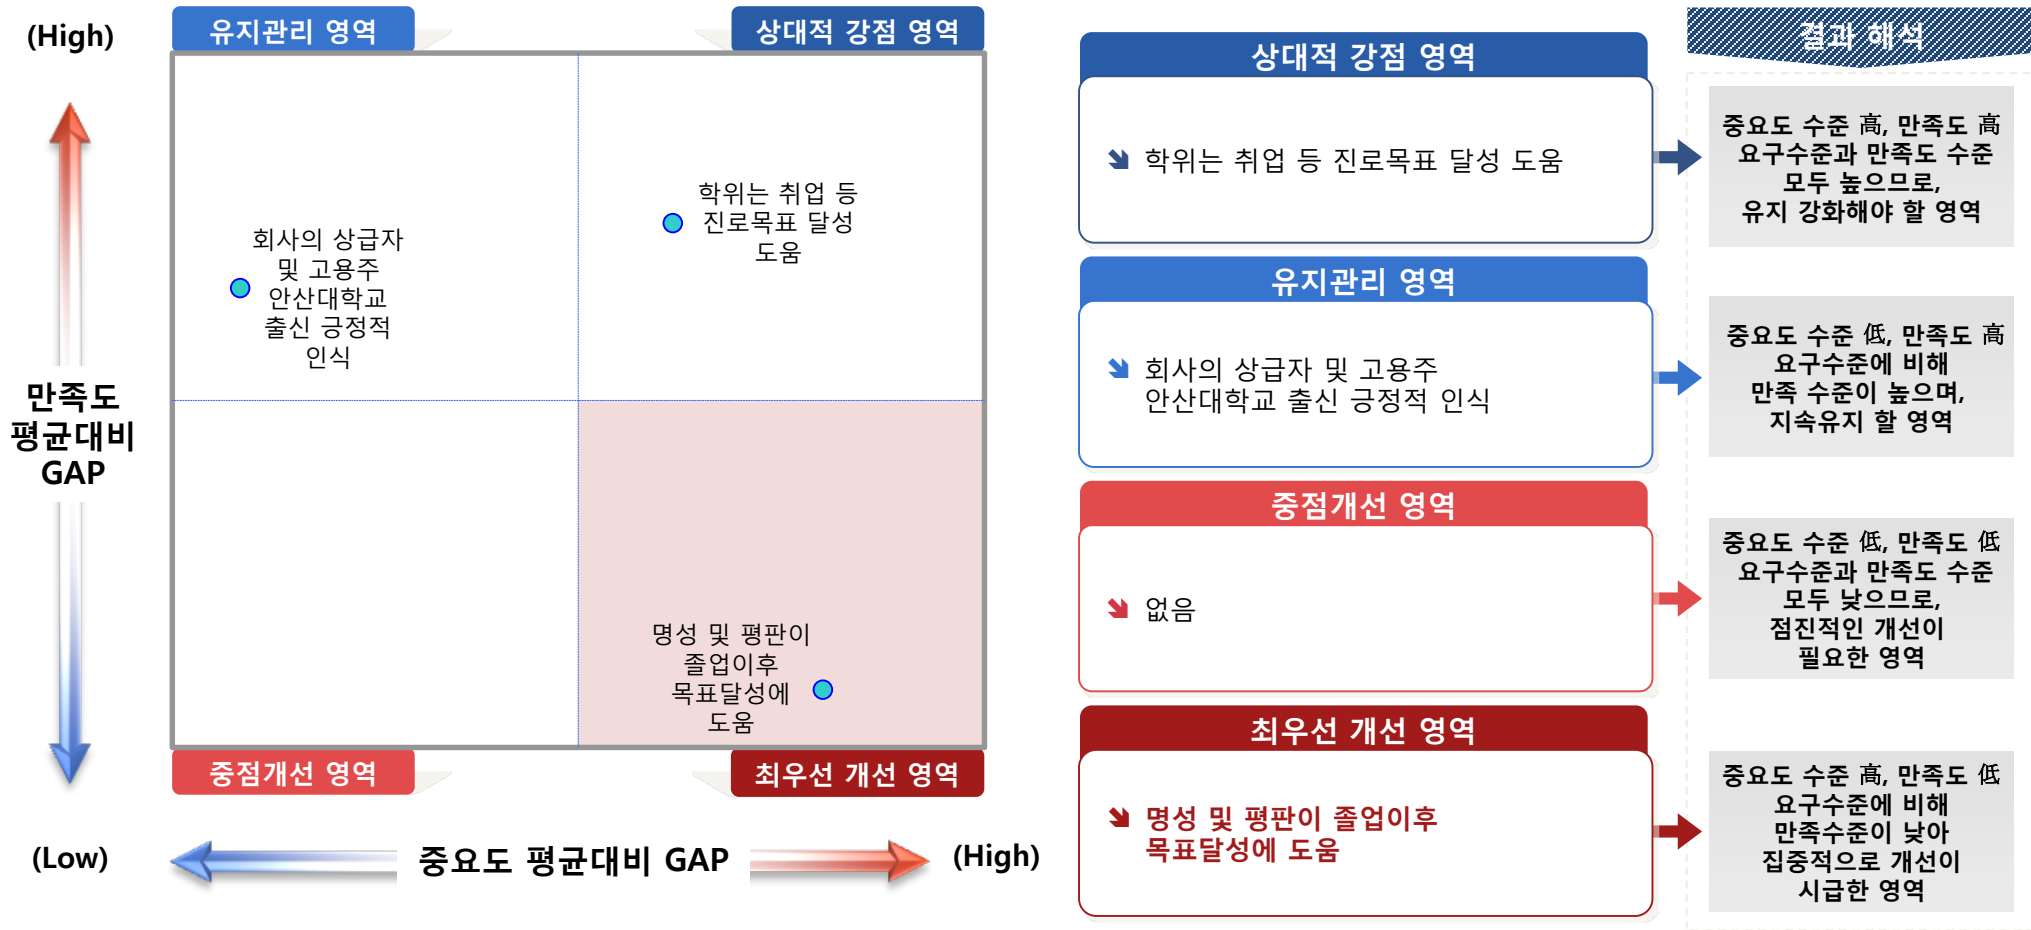 (High)
유지관리 영역
상대적 강점 영역
학위는 취업 등
진로목표 달성
도움
회사의 상급자
및 고용주
안산대학교
출신 긍정적
인식
만족도
평균대비
GAP
명성 및 평판이
졸업이후
목표달성에
도움
중점개선 영역
최우선 개선 영역
(Low)
중요도 평균대비 GAP
(High)
상대적 강점 영역
학위는 취업 등 진로목표 달성 도움
유지관리 영역
회사의 상급자 및 고용주
안산대학교 출신 긍정적 인식
중점개선 영역
없음
최우선 개선 영역
명성 및 평판이 졸업이후
목표달성에 도움
결과 해석
중요도 수준 高, 만족도 高
요구수준과 만족도 수준
모두 높으므로,
유지 강화해야 할 영역
중요도 수준 低, 만족도 高
요구수준에 비해
만족 수준이 높으며,
지속유지 할 영역
중요도 수준 低, 만족도 低
요구수준과 만족도 수준
모두 낮으므로,
점진적인 개선이
필요한 영역
중요도 수준 高, 만족도 低
요구수준에 비해
만족수준이 낮아
집중적으로 개선이
시급한 영역